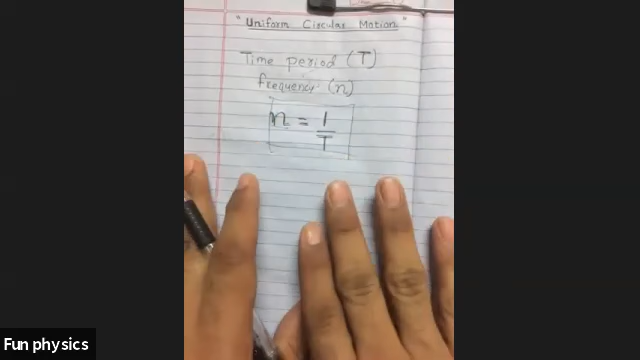 "Uniform Circular Motion"
Time period (T)
frequency (n)
n = 1/T
Fun physics